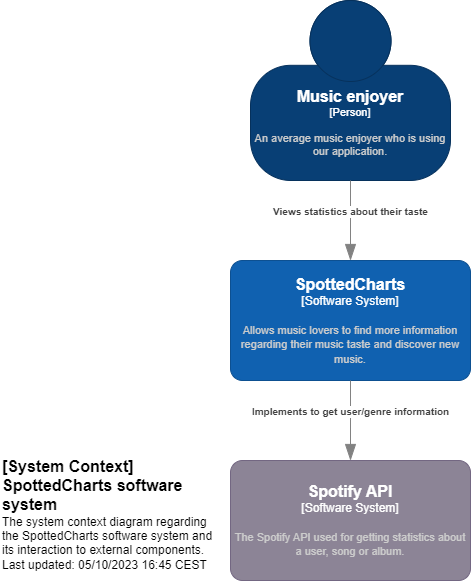 Music enjoyer
[Person]
An average music enjoyer who is using
our application.
Views statistics about their taste
SpottedCharts
[Software System]
Allows music lovers to find more information
regarding their music taste and discover new
music.
Implements to get user/genre information
Spotify API
[Software System]
The Spotify API used for getting statistics about
a user, song or album.
[System Context]
SpottedCharts software
system
The system context diagram regarding
the SpottedCharts software system and
its interaction to external components.
Last updated: 05/10/2023 16:45 CEST